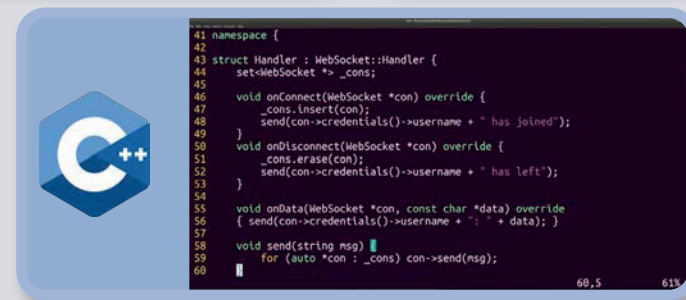 C++
41 namespace {
42
43 struct Handler : WebSocket::Handler {
44     set<WebSocket *> _cons;
45
46     void onConnect(WebSocket *con) override {
47         _cons.insert(con);
48         send(con->credentials()->username + " has joined");
49     }
50     void onDisconnect(WebSocket *con) override {
51         _cons.erase(con);
52         send(con->credentials()->username + " has left");
53     }
54
55     void onData(WebSocket *con, const char *data) override
56     { send(con->credentials()->username + ": " + data); }
57
58     void send(string msg) {
59         for (auto *con : _cons) con->send(msg);
60     }
60,5 61%